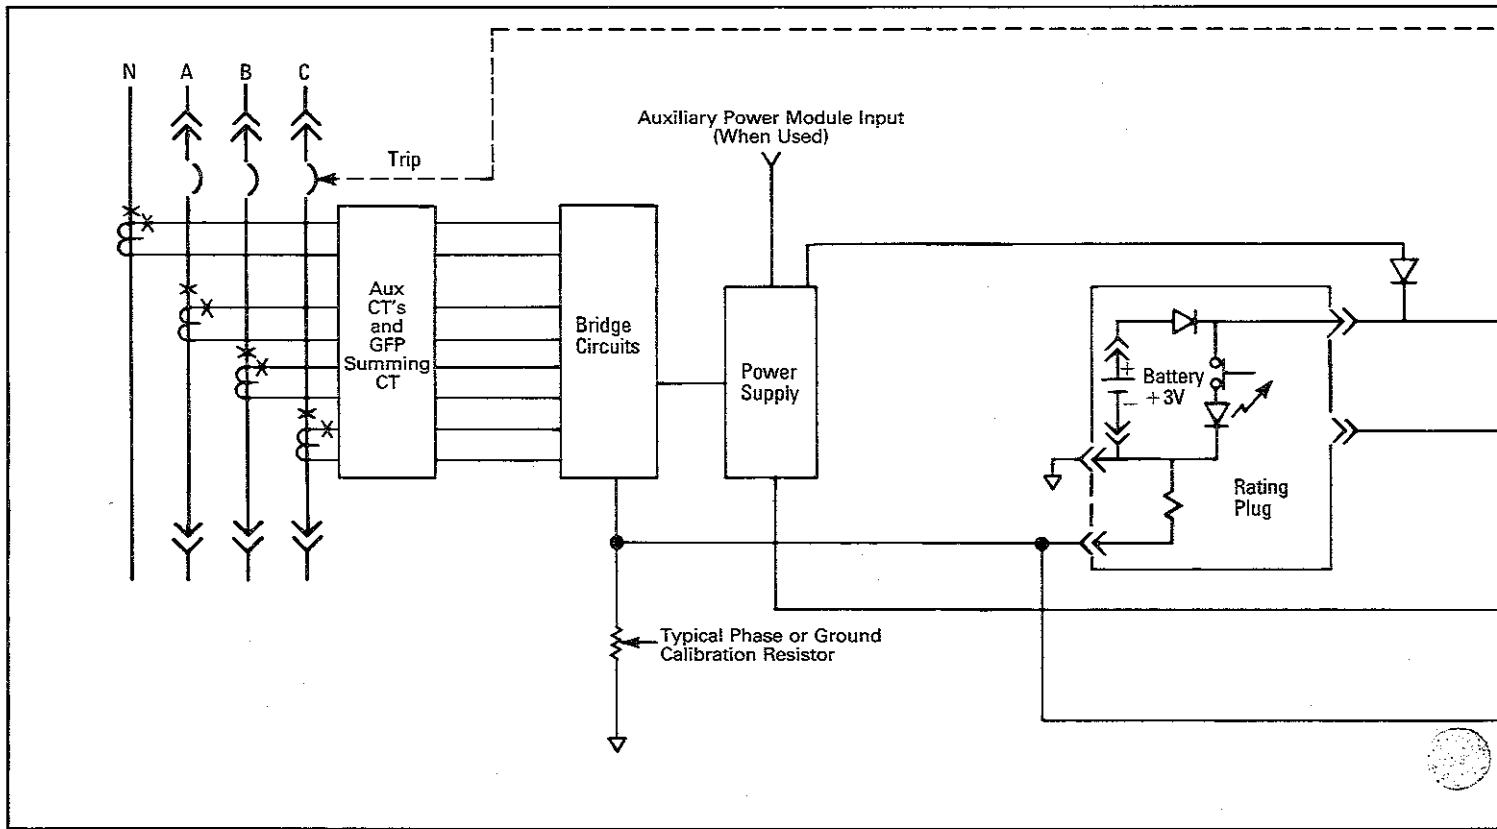 N A B C
Trip
Auxiliary Power Module Input
(When Used)
Aux
CT's
and
GFP
Summing
CT
Bridge
Circuits
Power
Supply
+
Battery
− +3V
Rating
Plug
Typical Phase or Ground
Calibration Resistor